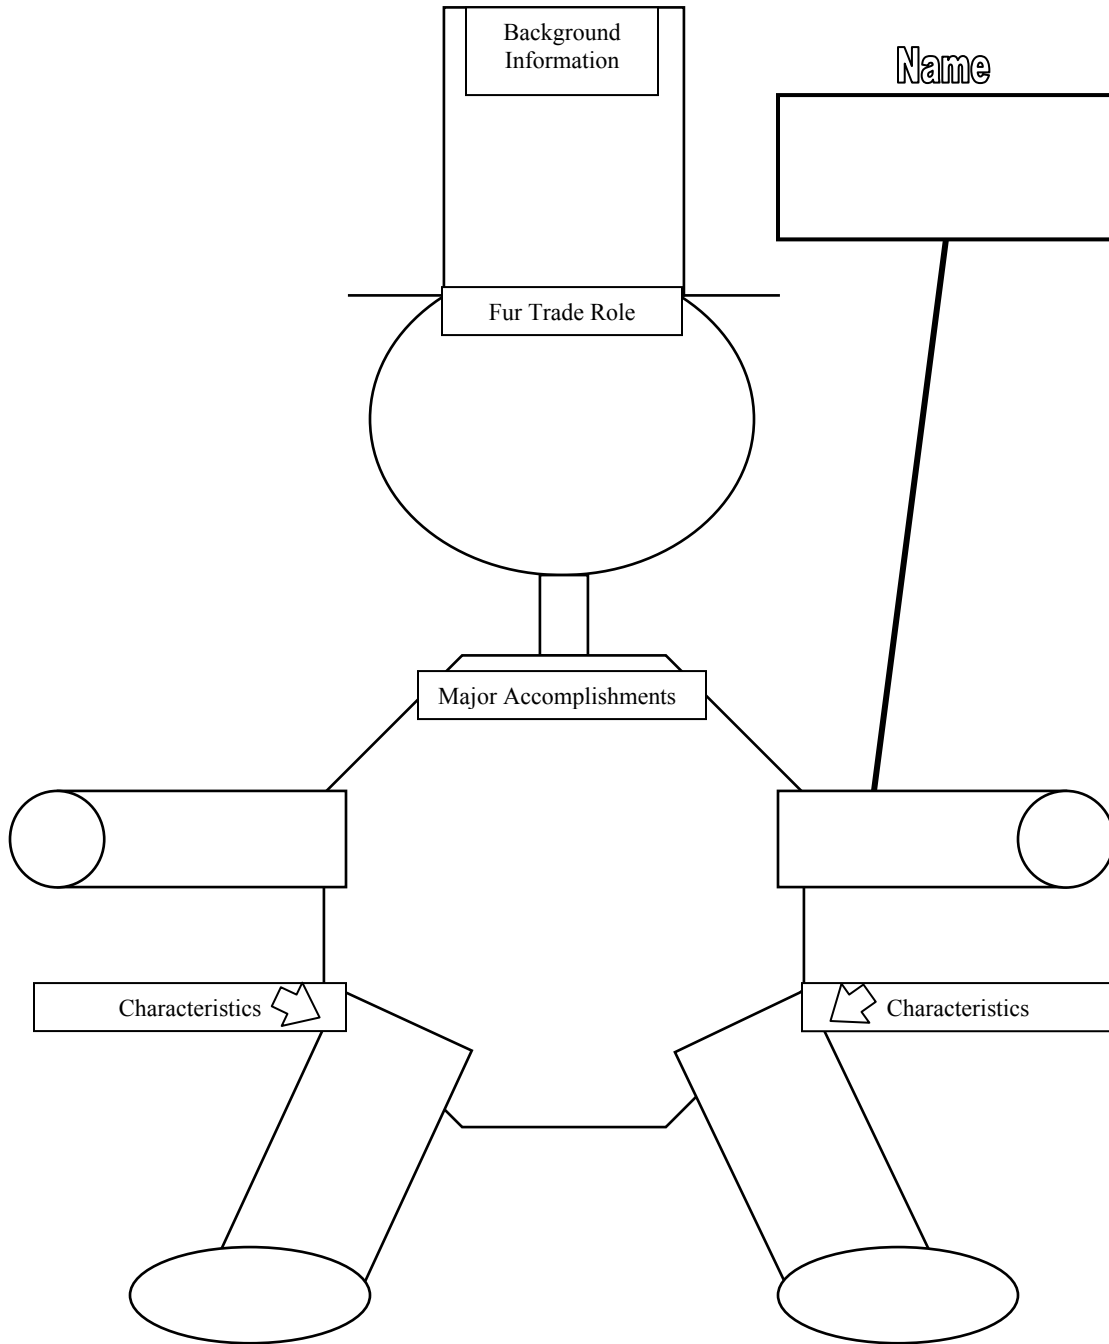 Background
Information
Name
Fur Trade Role
Major Accomplishments
Characteristics
Characteristics